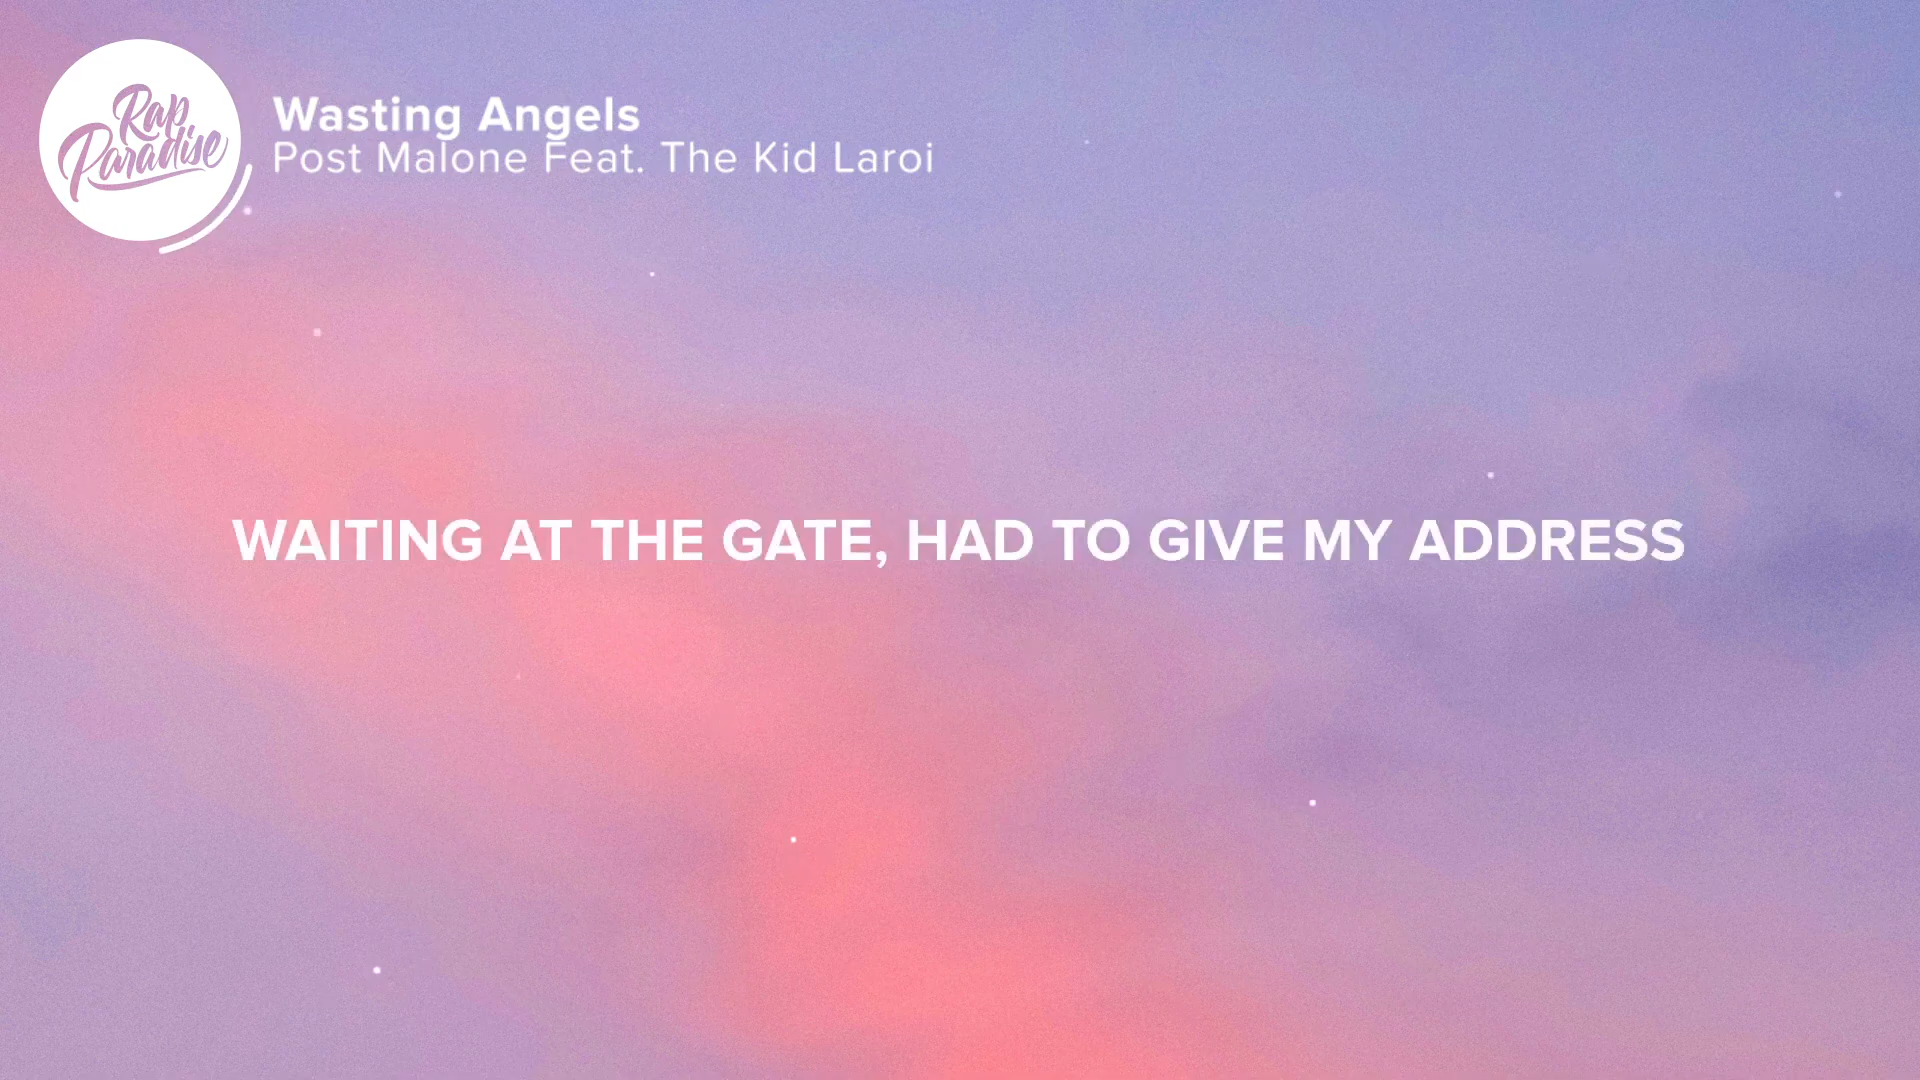 Rap
Paradise
Wasting Angels
Post Malone Feat. The Kid Laroi
WAITING AT THE GATE, HAD TO GIVE MY ADDRESS